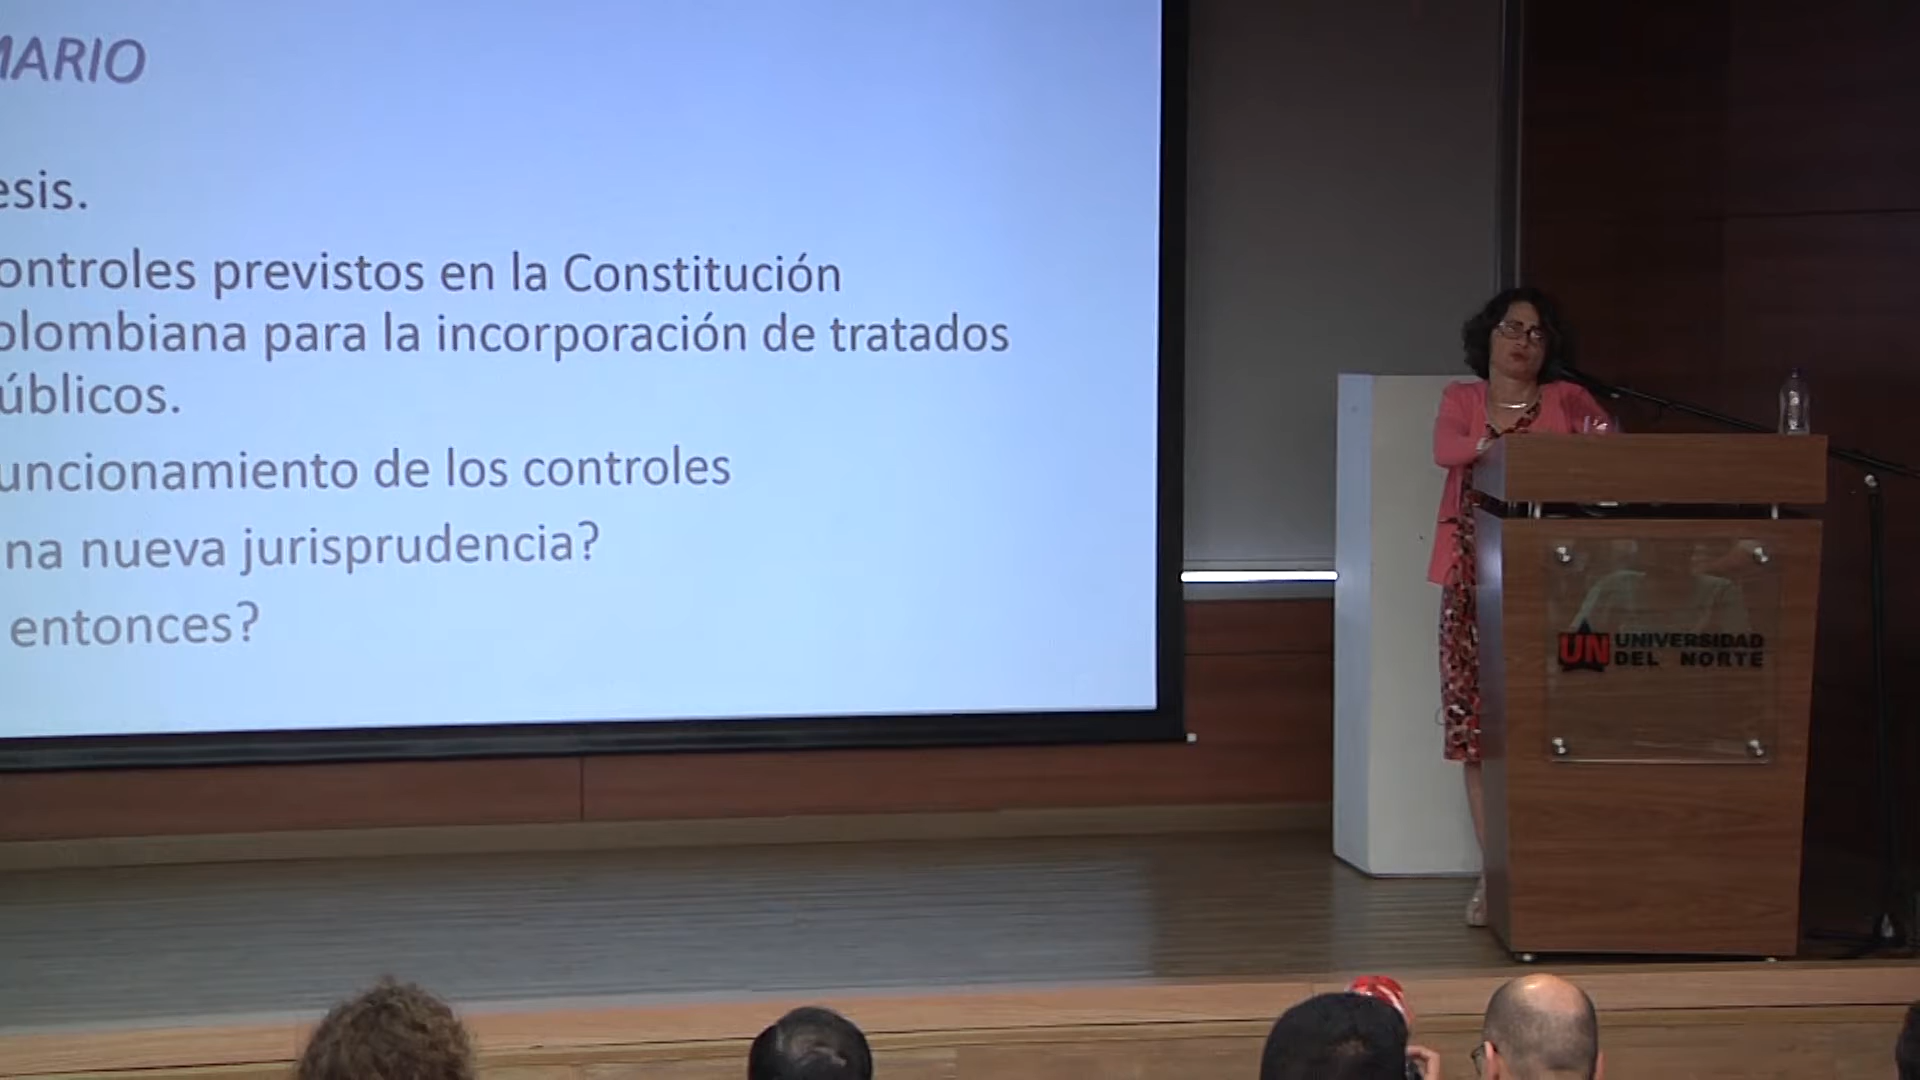 MARIO
esis.
ontroles previstos en la Constitución
olombiana para la incorporación de tratados
úblicos.
uncionamiento de los controles
na nueva jurisprudencia?
entonces?
UN UNIVERSIDAD
DEL NORTE